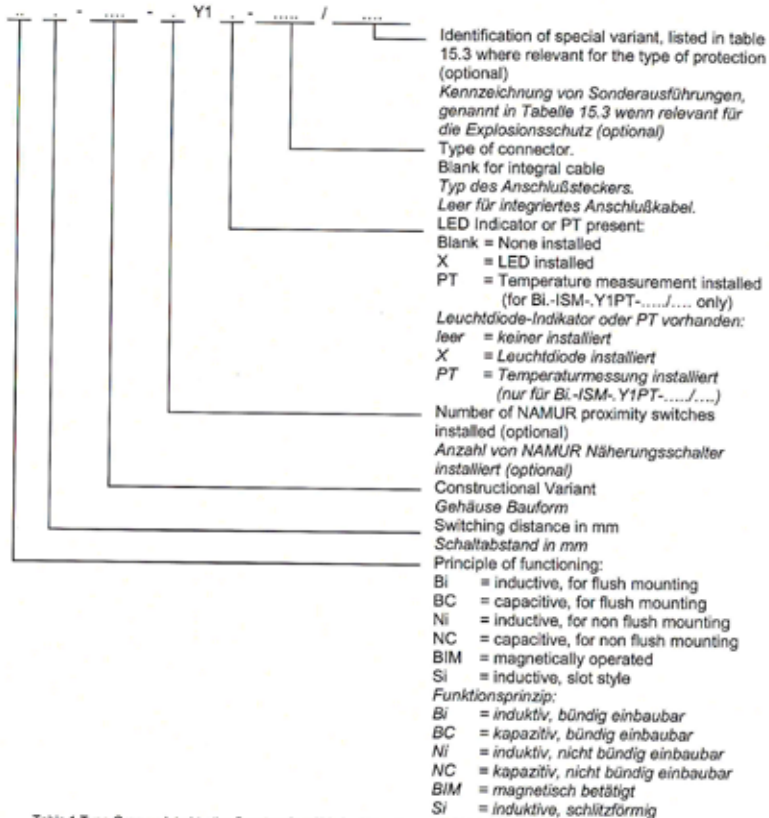 .. . - .... - . Y1 . - ..... / ....
Identification of special variant, listed in table
15.3 where relevant for the type of protection
(optional)
Kennzeichnung von Sonderausführungen,
genannt in Tabelle 15.3 wenn relevant für
die Explosionsschutz (optional)
Type of connector.
Blank for integral cable
Typ des Anschlußsteckers.
Leer für integriertes Anschlußkabel.
LED Indicator or PT present:
Blank = None installed
X = LED installed
PT = Temperature measurement installed
(for Bi.-ISM-.Y1PT-...../.... only)
Leuchtdiode-Indikator oder PT vorhanden:
leer = keiner installiert
X = Leuchtdiode installiert
PT = Temperaturmessung installiert
(nur für Bi.-ISM-.Y1PT-...../....)
Number of NAMUR proximity switches
installed (optional)
Anzahl von NAMUR Näherungsschalter
installiert (optional)
Constructional Variant
Gehäuse Bauform
Switching distance in mm
Schaltabstand in mm
Principle of functioning:
Bi = inductive, for flush mounting
BC = capacitive, for flush mounting
Ni = inductive, for non flush mounting
NC = capacitive, for non flush mounting
BIM = magnetically operated
Si = inductive, slot style
Funktionsprinzip:
Bi = induktiv, bündig einbaubar
BC = kapazitiv, bündig einbaubar
Ni = induktiv, nicht bündig einbaubar
NC = kapazitiv, nicht bündig einbaubar
BIM = magnetisch betätigt
Si = induktive, schlitzförmig